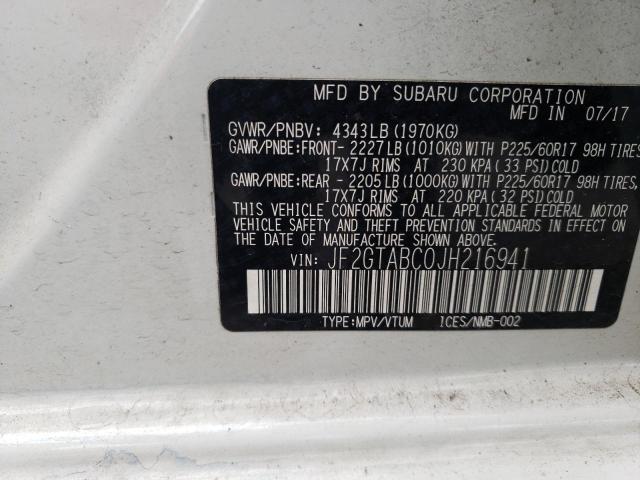 MFD BY SUBARU CORPORATION
MFD IN 07/17
GVWR/PNBV: 4343LB (1970KG)
GAWR/PNBE:FRONT- 2227LB (1010KG) WITH P225/60R17 98H TIRES,
17X7J RIMS AT 230 KPA (33 PSI) COLD
GAWR/PNBE:REAR - 2205LB (1000KG) WITH P225/60R17 98H TIRES,
17X7J RIMS AT 220 KPA (32 PSI) COLD
THIS VEHICLE CONFORMS TO ALL APPLICABLE FEDERAL MOTOR
VEHICLE SAFETY AND THEFT PREVENTION STANDARDS IN EFFECT ON
THE DATE OF MANUFACTURE SHOWN ABOVE.
VIN: JF2GTABC0JH216941
TYPE:MPV/VTUM ICES/NMB-002